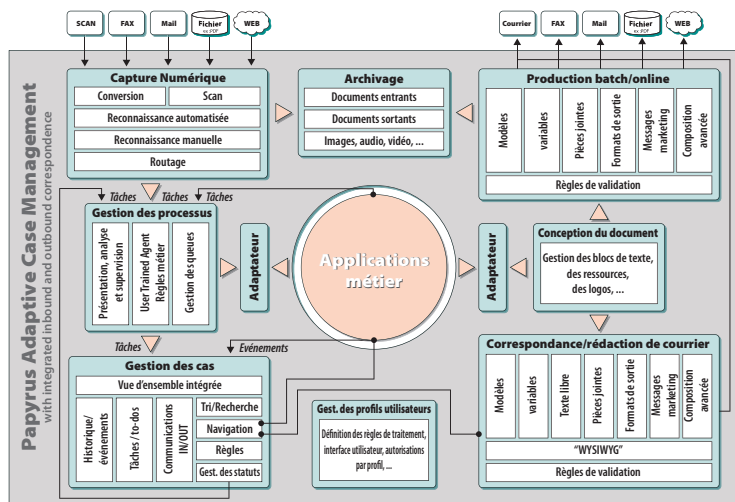 SCAN
FAX
Mail
Fichier
ex :PDF
WEB
Courrier
FAX
Mail
Fichier
ex :PDF
WEB
Papyrus Adaptive Case Management
with integrated inbound and outbound correspondence
Capture Numérique
Conversion
Scan
Reconnaissance automatisée
Reconnaissance manuelle
Routage
Archivage
Documents entrants
Documents sortants
Images, audio, vidéo, ...
Production batch/online
Modèles
variables
Pièces jointes
Formats de sortie
Messages
marketing
Composition
avancée
Règles de validation
Tâches
Tâches
Tâches
Gestion des processus
Présentation, analyse
et supervision
User Trained Agent
Règles métier
Gestion des queues
Adaptateur
Applications
métier
Adaptateur
Conception du document
Gestion des blocs de texte,
des ressources,
des logos, ...
Tâches
Evénements
Gestion des cas
Vue d'ensemble intégrée
Historique/
événements
Tâches / to-dos
Communications
IN/OUT
Tri/Recherche
Navigation
Règles
Gest. des statuts
Gest. des profils utilisateurs
Définition des règles de traitement,
interface utilisateur, autorisations
par profil, ...
Correspondance/rédaction de courrier
Modèles
variables
Texte libre
Pièces jointes
Formats de sortie
Messages
marketing
Composition
avancée
"WYSIWYG"
Règles de validation